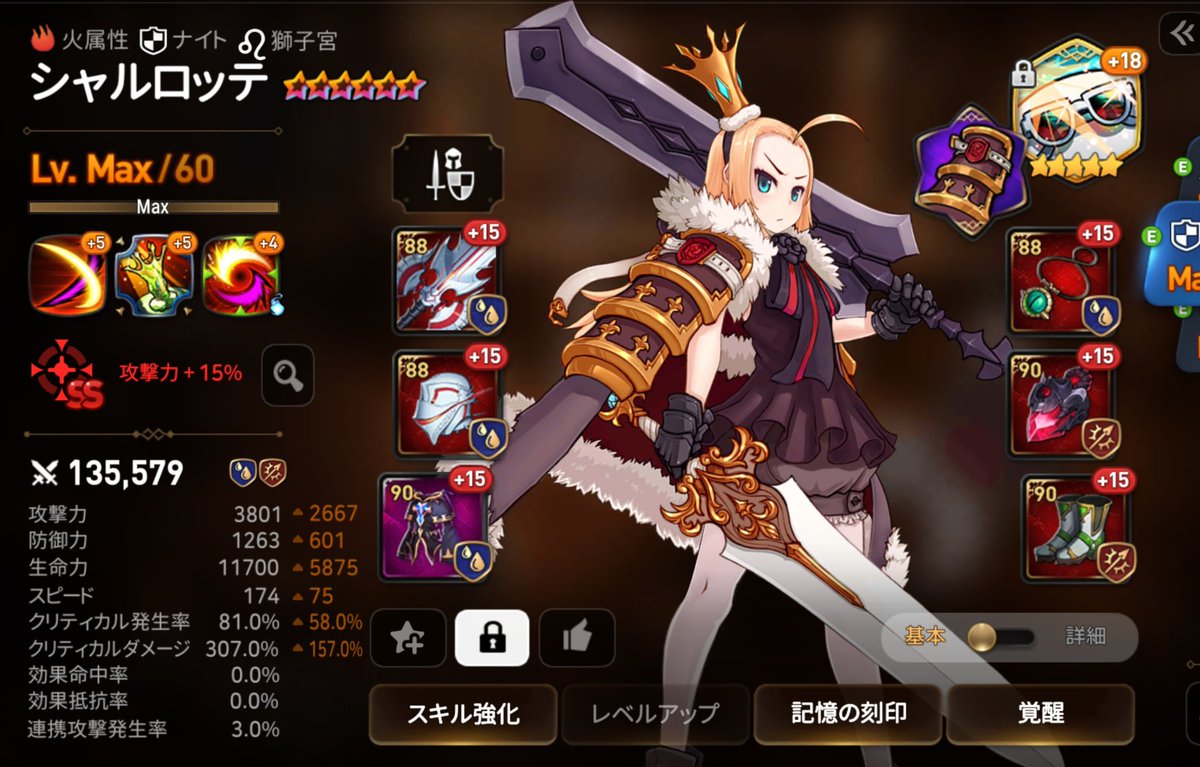 火属性 ナイト 獅子宮
シャルロッテ
Lv. Max/60
Max
+5 +5 +4
SS 攻撃力+15%
135,579
攻撃力 3801 2667
防御力 1263 601
生命力 11700 5875
スピード 174 75
クリティカル発生率 81.0% 58.0%
クリティカルダメージ 307.0% 157.0%
効果命中率 0.0%
効果抵抗率 0.0%
連携攻撃発生率 3.0%
88 +15
88 +15
90 +15
+18
88 +15
90 +15
90 +15
E
E
Ma
基本 詳細
スキル強化
レベルアップ
記憶の刻印
覚醒